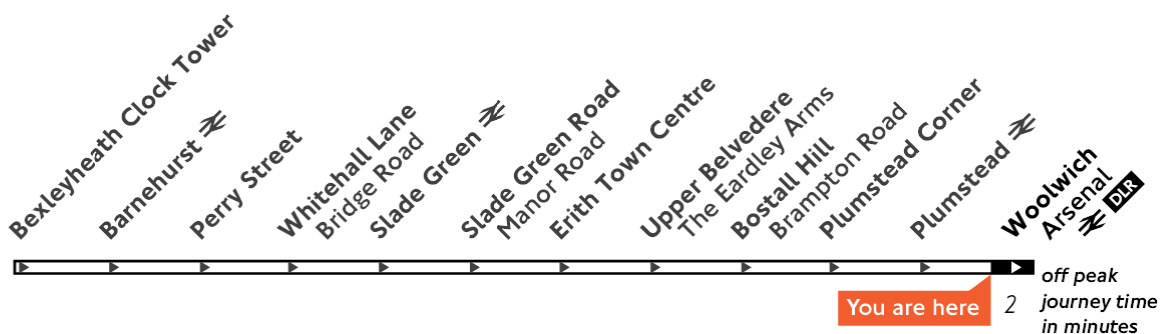 Bexleyheath Clock Tower
Barnehurst
Perry Street
Whitehall Lane
Bridge Road
Slade Green
Slade Green Road
Manor Road
Erith Town Centre
Upper Belvedere
The Eardley Arms
Bostall Hill
Brampton Road
Plumstead Corner
Plumstead
Woolwich
Arsenal
DLR
You are here
2
off peak
journey time
in minutes